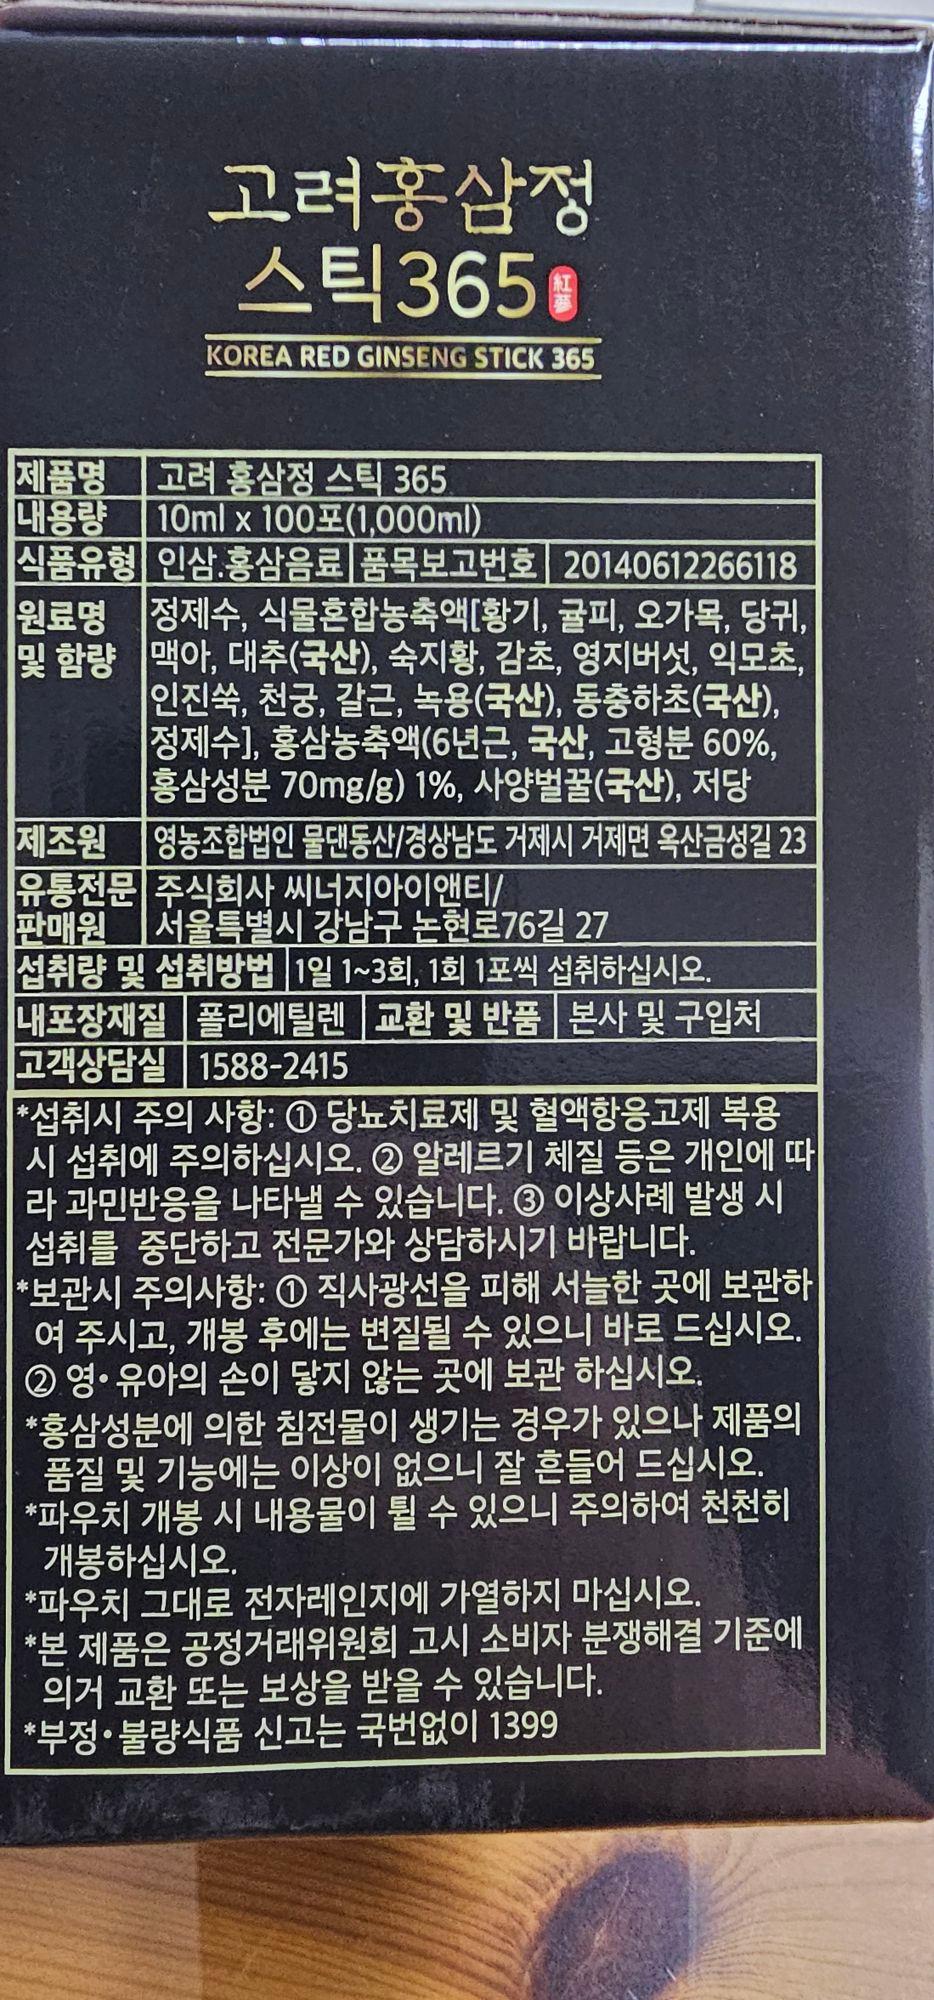 고려홍삼정
스틱365 紅蔘
KOREA RED GINSENG STICK 365
제품명 고려 홍삼정 스틱 365
내용량 10ml x 100포(1,000ml)
식품유형 인삼.홍삼음료 품목보고번호 20140612266118
원료명 정제수, 식물혼합농축액[황기, 귤피, 오가목, 당귀,
및 함량 맥아, 대추(국산), 숙지황, 감초, 영지버섯, 익모초,
인진쑥, 천궁, 갈근, 녹용(국산), 동충하초(국산),
정제수], 홍삼농축액(6년근, 국산, 고형분 60%,
홍삼성분 70mg/g) 1%, 사양벌꿀(국산), 저당
제조원 영농조합법인 물댄동산/경상남도 거제시 거제면 옥산금성길 23
유통전문 주식회사 씨너지아이앤티/
판매원 서울특별시 강남구 논현로76길 27
섭취량 및 섭취방법 1일 1~3회, 1회 1포씩 섭취하십시오.
내포장재질 폴리에틸렌 교환 및 반품 본사 및 구입처
고객상담실 1588-2415
*섭취시 주의 사항: ① 당뇨치료제 및 혈액항응고제 복용
시 섭취에 주의하십시오. ② 알레르기 체질 등은 개인에 따
라 과민반응을 나타낼 수 있습니다. ③ 이상사례 발생 시
섭취를 중단하고 전문가와 상담하시기 바랍니다.
*보관시 주의사항: ① 직사광선을 피해 서늘한 곳에 보관하
여 주시고, 개봉 후에는 변질될 수 있으니 바로 드십시오.
② 영•유아의 손이 닿지 않는 곳에 보관 하십시오.
*홍삼성분에 의한 침전물이 생기는 경우가 있으나 제품의
품질 및 기능에는 이상이 없으니 잘 흔들어 드십시오.
*파우치 개봉 시 내용물이 튈 수 있으니 주의하여 천천히
개봉하십시오.
*파우치 그대로 전자레인지에 가열하지 마십시오.
*본 제품은 공정거래위원회 고시 소비자 분쟁해결 기준에
의거 교환 또는 보상을 받을 수 있습니다.
*부정•불량식품 신고는 국번없이 1399